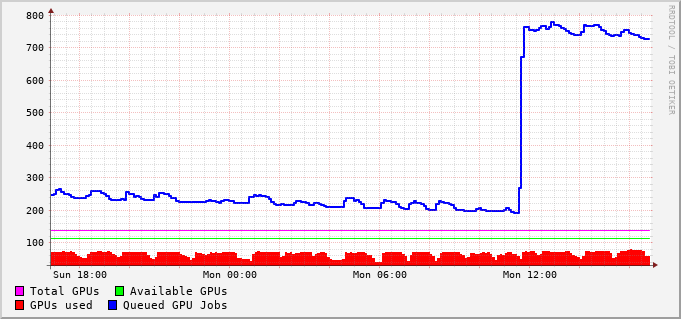 800
700
600
500
400
300
200
100
Sun 18:00 Mon 00:00 Mon 06:00 Mon 12:00
Total GPUs Available GPUs
GPUs used Queued GPU Jobs
RRDTOOL / TOBI OETIKER